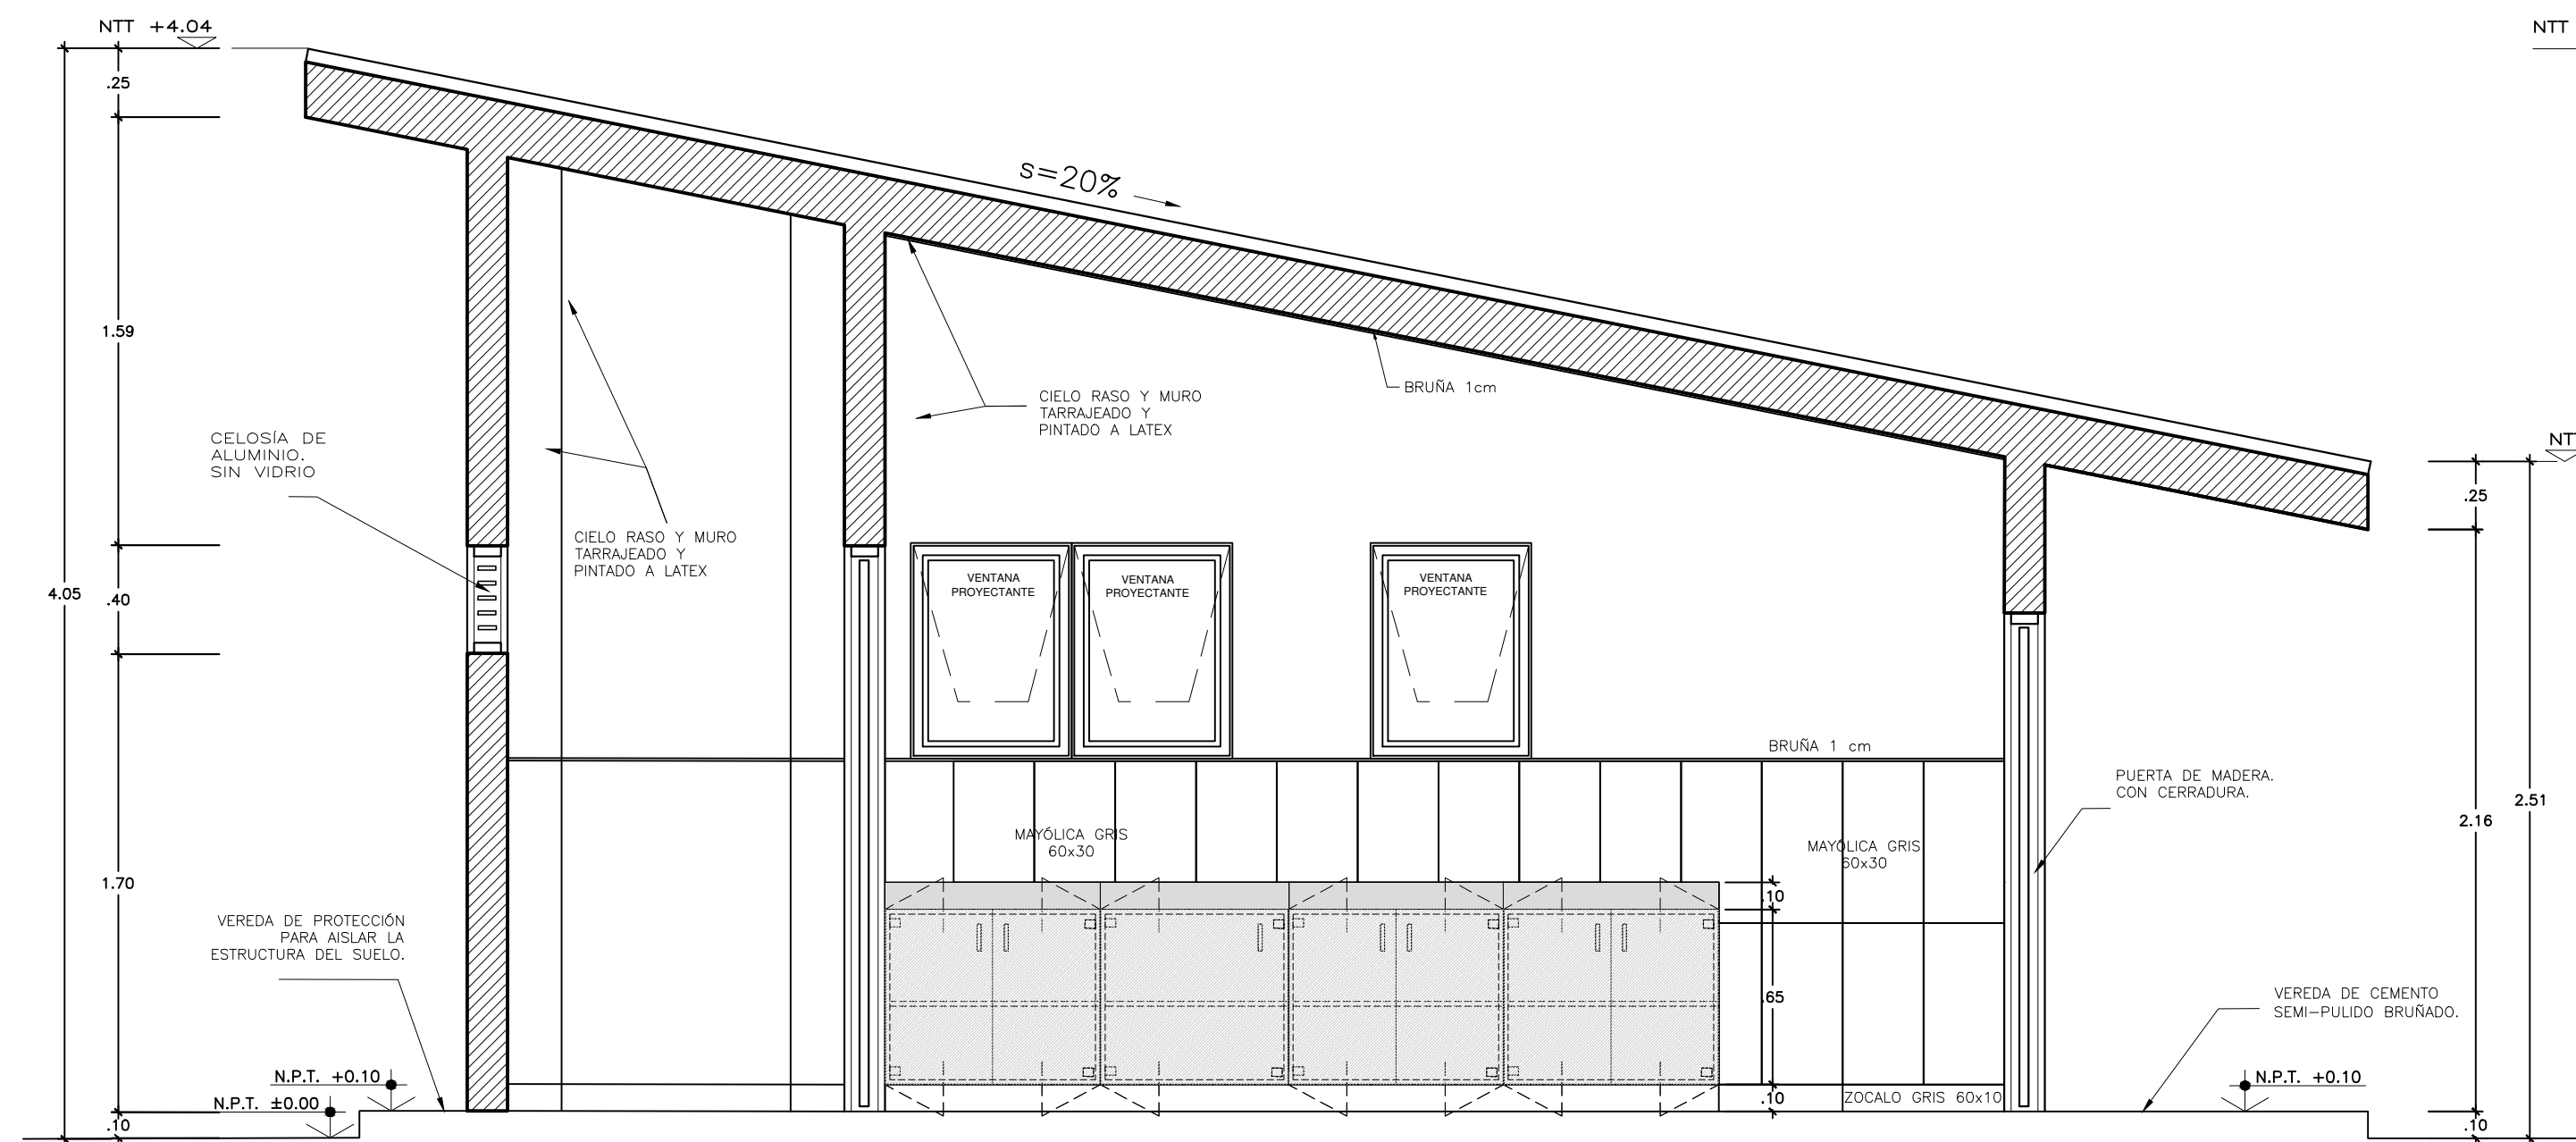 NTT +4.04
NTT
.25
s=20%
1.59
BRUÑA 1cm
CIELO RASO Y MURO
TARRAJEADO Y
PINTADO A LATEX
CELOSÍA DE
ALUMINIO.
SIN VIDRIO
NTT
.25
CIELO RASO Y MURO
TARRAJEADO Y
PINTADO A LATEX
4.05
.40
VENTANA
PROYECTANTE
VENTANA
PROYECTANTE
VENTANA
PROYECTANTE
BRUÑA 1 cm
PUERTA DE MADERA.
CON CERRADURA.
2.51
2.16
MAYÓLICA GRIS
60x30
MAYÓLICA GRIS
60x30
1.70
.10
VEREDA DE PROTECCIÓN
PARA AISLAR LA
ESTRUCTURA DEL SUELO.
.65
VEREDA DE CEMENTO
SEMI-PULIDO BRUÑADO.
N.P.T. +0.10
N.P.T. ±0.00
.10
ZOCALO GRIS 60x10
N.P.T. +0.10
.10
.10